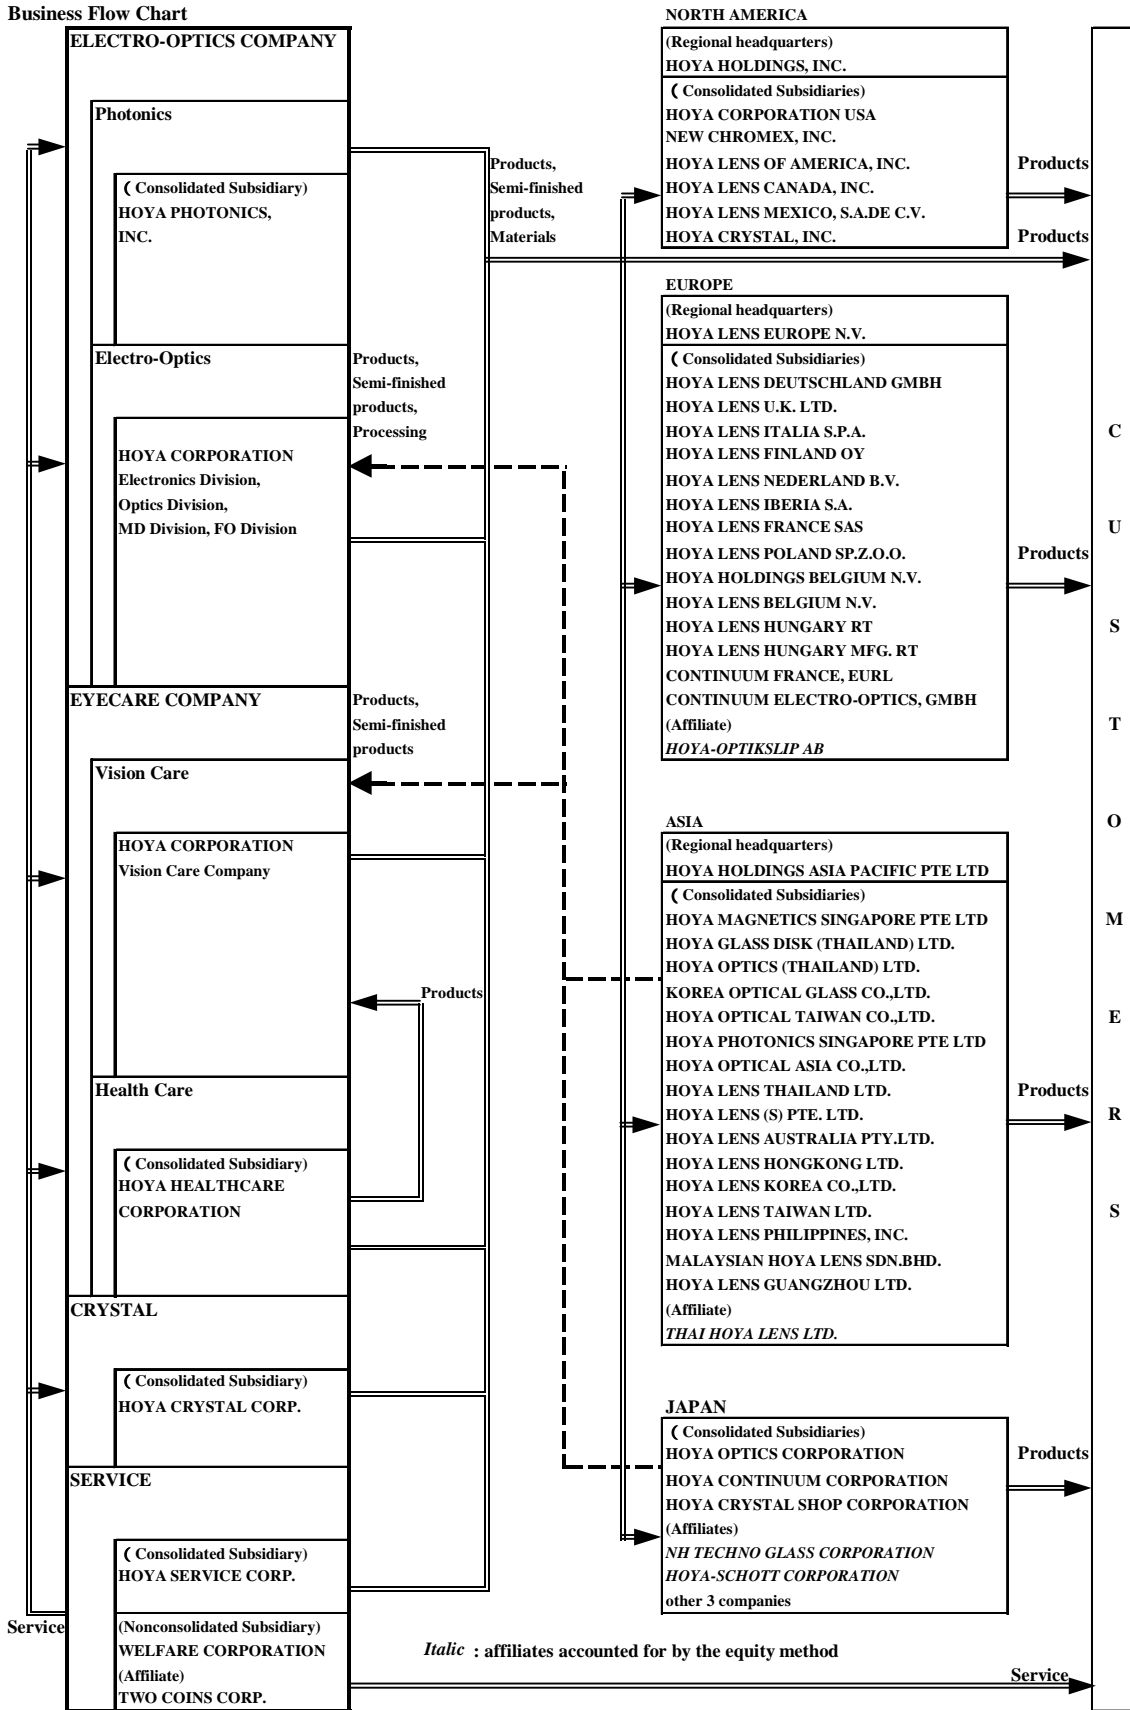 Business Flow Chart
ELECTRO-OPTICS COMPANY
Photonics
( Consolidated Subsidiary)
HOYA PHOTONICS,
INC.
Electro-Optics
HOYA CORPORATION
Electronics Division,
Optics Division,
MD Division, FO Division
EYECARE COMPANY
Vision Care
HOYA CORPORATION
Vision Care Company
Health Care
( Consolidated Subsidiary)
HOYA HEALTHCARE
CORPORATION
CRYSTAL
( Consolidated Subsidiary)
HOYA CRYSTAL CORP.
SERVICE
( Consolidated Subsidiary)
HOYA SERVICE CORP.
(Nonconsolidated Subsidiary)
WELFARE CORPORATION
(Affiliate)
TWO COINS CORP.
Service
Products,
Semi-finished
products,
Materials
Products,
Semi-finished
products,
Processing
Products,
Semi-finished
products
Products
NORTH AMERICA
(Regional headquarters)
HOYA HOLDINGS, INC.
( Consolidated Subsidiaries)
HOYA CORPORATION USA
NEW CHROMEX, INC.
HOYA LENS OF AMERICA, INC.
HOYA LENS CANADA, INC.
HOYA LENS MEXICO, S.A.DE C.V.
HOYA CRYSTAL, INC.
Products
Products
EUROPE
(Regional headquarters)
HOYA LENS EUROPE N.V.
( Consolidated Subsidiaries)
HOYA LENS DEUTSCHLAND GMBH
HOYA LENS U.K. LTD.
HOYA LENS ITALIA S.P.A.
HOYA LENS FINLAND OY
HOYA LENS NEDERLAND B.V.
HOYA LENS IBERIA S.A.
HOYA LENS FRANCE SAS
HOYA LENS POLAND SP.Z.O.O.
HOYA HOLDINGS BELGIUM N.V.
HOYA LENS BELGIUM N.V.
HOYA LENS HUNGARY RT
HOYA LENS HUNGARY MFG. RT
CONTINUUM FRANCE, EURL
CONTINUUM ELECTRO-OPTICS, GMBH
(Affiliate)
HOYA-OPTIKSLIP AB
Products
ASIA
(Regional headquarters)
HOYA HOLDINGS ASIA PACIFIC PTE LTD
( Consolidated Subsidiaries)
HOYA MAGNETICS SINGAPORE PTE LTD
HOYA GLASS DISK (THAILAND) LTD.
HOYA OPTICS (THAILAND) LTD.
KOREA OPTICAL GLASS CO.,LTD.
HOYA OPTICAL TAIWAN CO.,LTD.
HOYA PHOTONICS SINGAPORE PTE LTD
HOYA OPTICAL ASIA CO.,LTD.
HOYA LENS THAILAND LTD.
HOYA LENS (S) PTE. LTD.
HOYA LENS AUSTRALIA PTY.LTD.
HOYA LENS HONGKONG LTD.
HOYA LENS KOREA CO.,LTD.
HOYA LENS TAIWAN LTD.
HOYA LENS PHILIPPINES, INC.
MALAYSIAN HOYA LENS SDN.BHD.
HOYA LENS GUANGZHOU LTD.
(Affiliate)
THAI HOYA LENS LTD.
Products
JAPAN
( Consolidated Subsidiaries)
HOYA OPTICS CORPORATION
HOYA CONTINUUM CORPORATION
HOYA CRYSTAL SHOP CORPORATION
(Affiliates)
NH TECHNO GLASS CORPORATION
HOYA-SCHOTT CORPORATION
other 3 companies
Products
Italic : affiliates accounted for by the equity method
Service
C
U
S
T
O
M
E
R
S